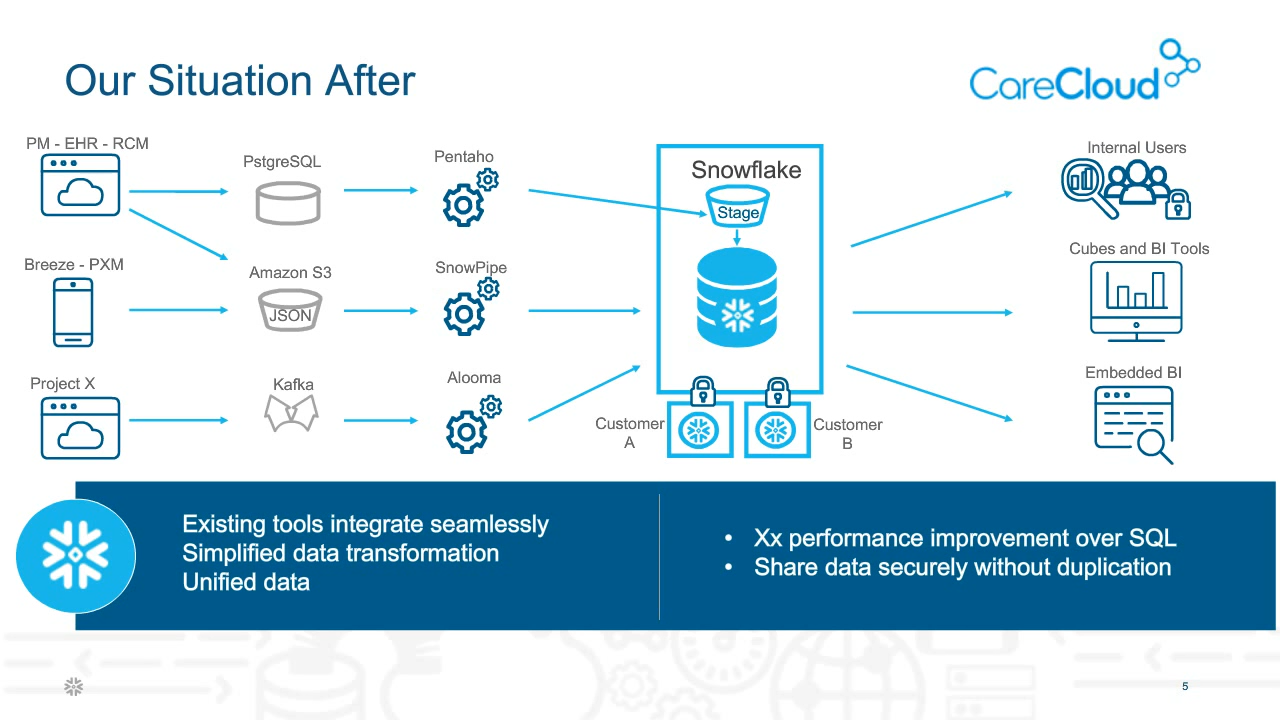 Our Situation After
CareCloud
PM - EHR - RCM
PstgreSQL
Pentaho
Snowflake
Stage
Internal Users
Breeze - PXM
Amazon S3
JSON
SnowPipe
Cubes and BI Tools
Project X
Kafka
Alooma
Customer
A
Customer
B
Embedded BI
Existing tools integrate seamlessly
Simplified data transformation
Unified data
• Xx performance improvement over SQL
• Share data securely without duplication
5